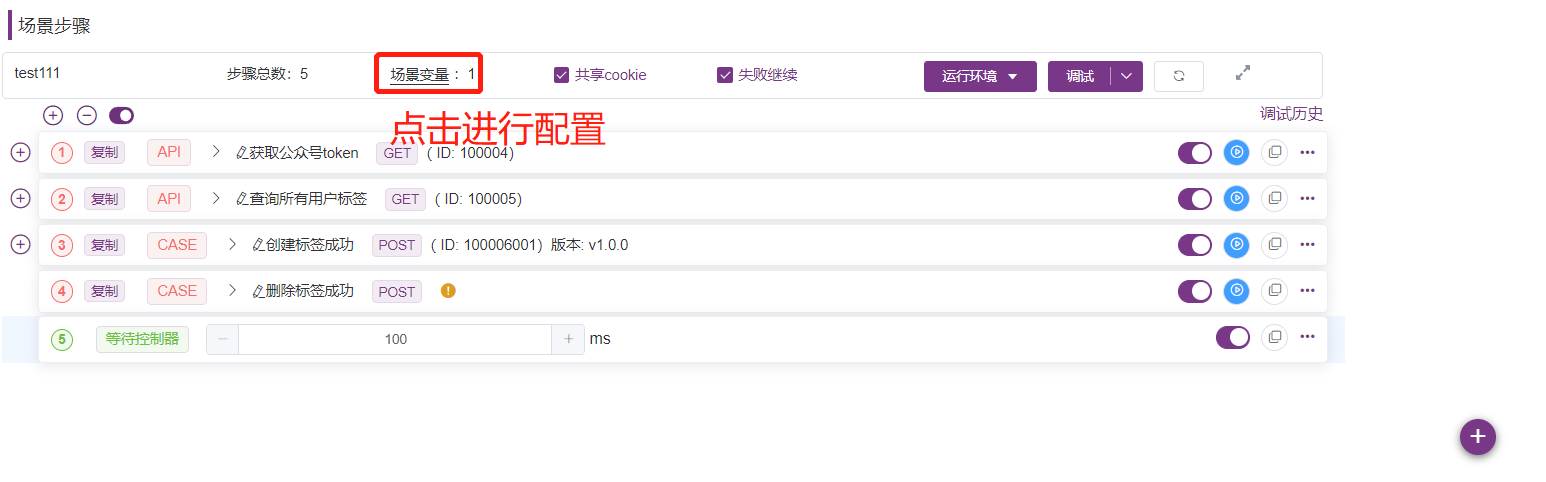 场景步骤
test111 步骤总数：5 场景变量：1 共享cookie 失败继续 运行环境 调试
点击进行配置
调试历史
1 复制 API 获取公众号token GET ( ID: 100004)
2 复制 API 查询所有用户标签 GET ( ID: 100005)
3 复制 CASE 创建标签成功 POST ( ID: 100006001) 版本: v1.0.0
4 复制 CASE 删除标签成功 POST !
5 等待控制器 − 100 + ms